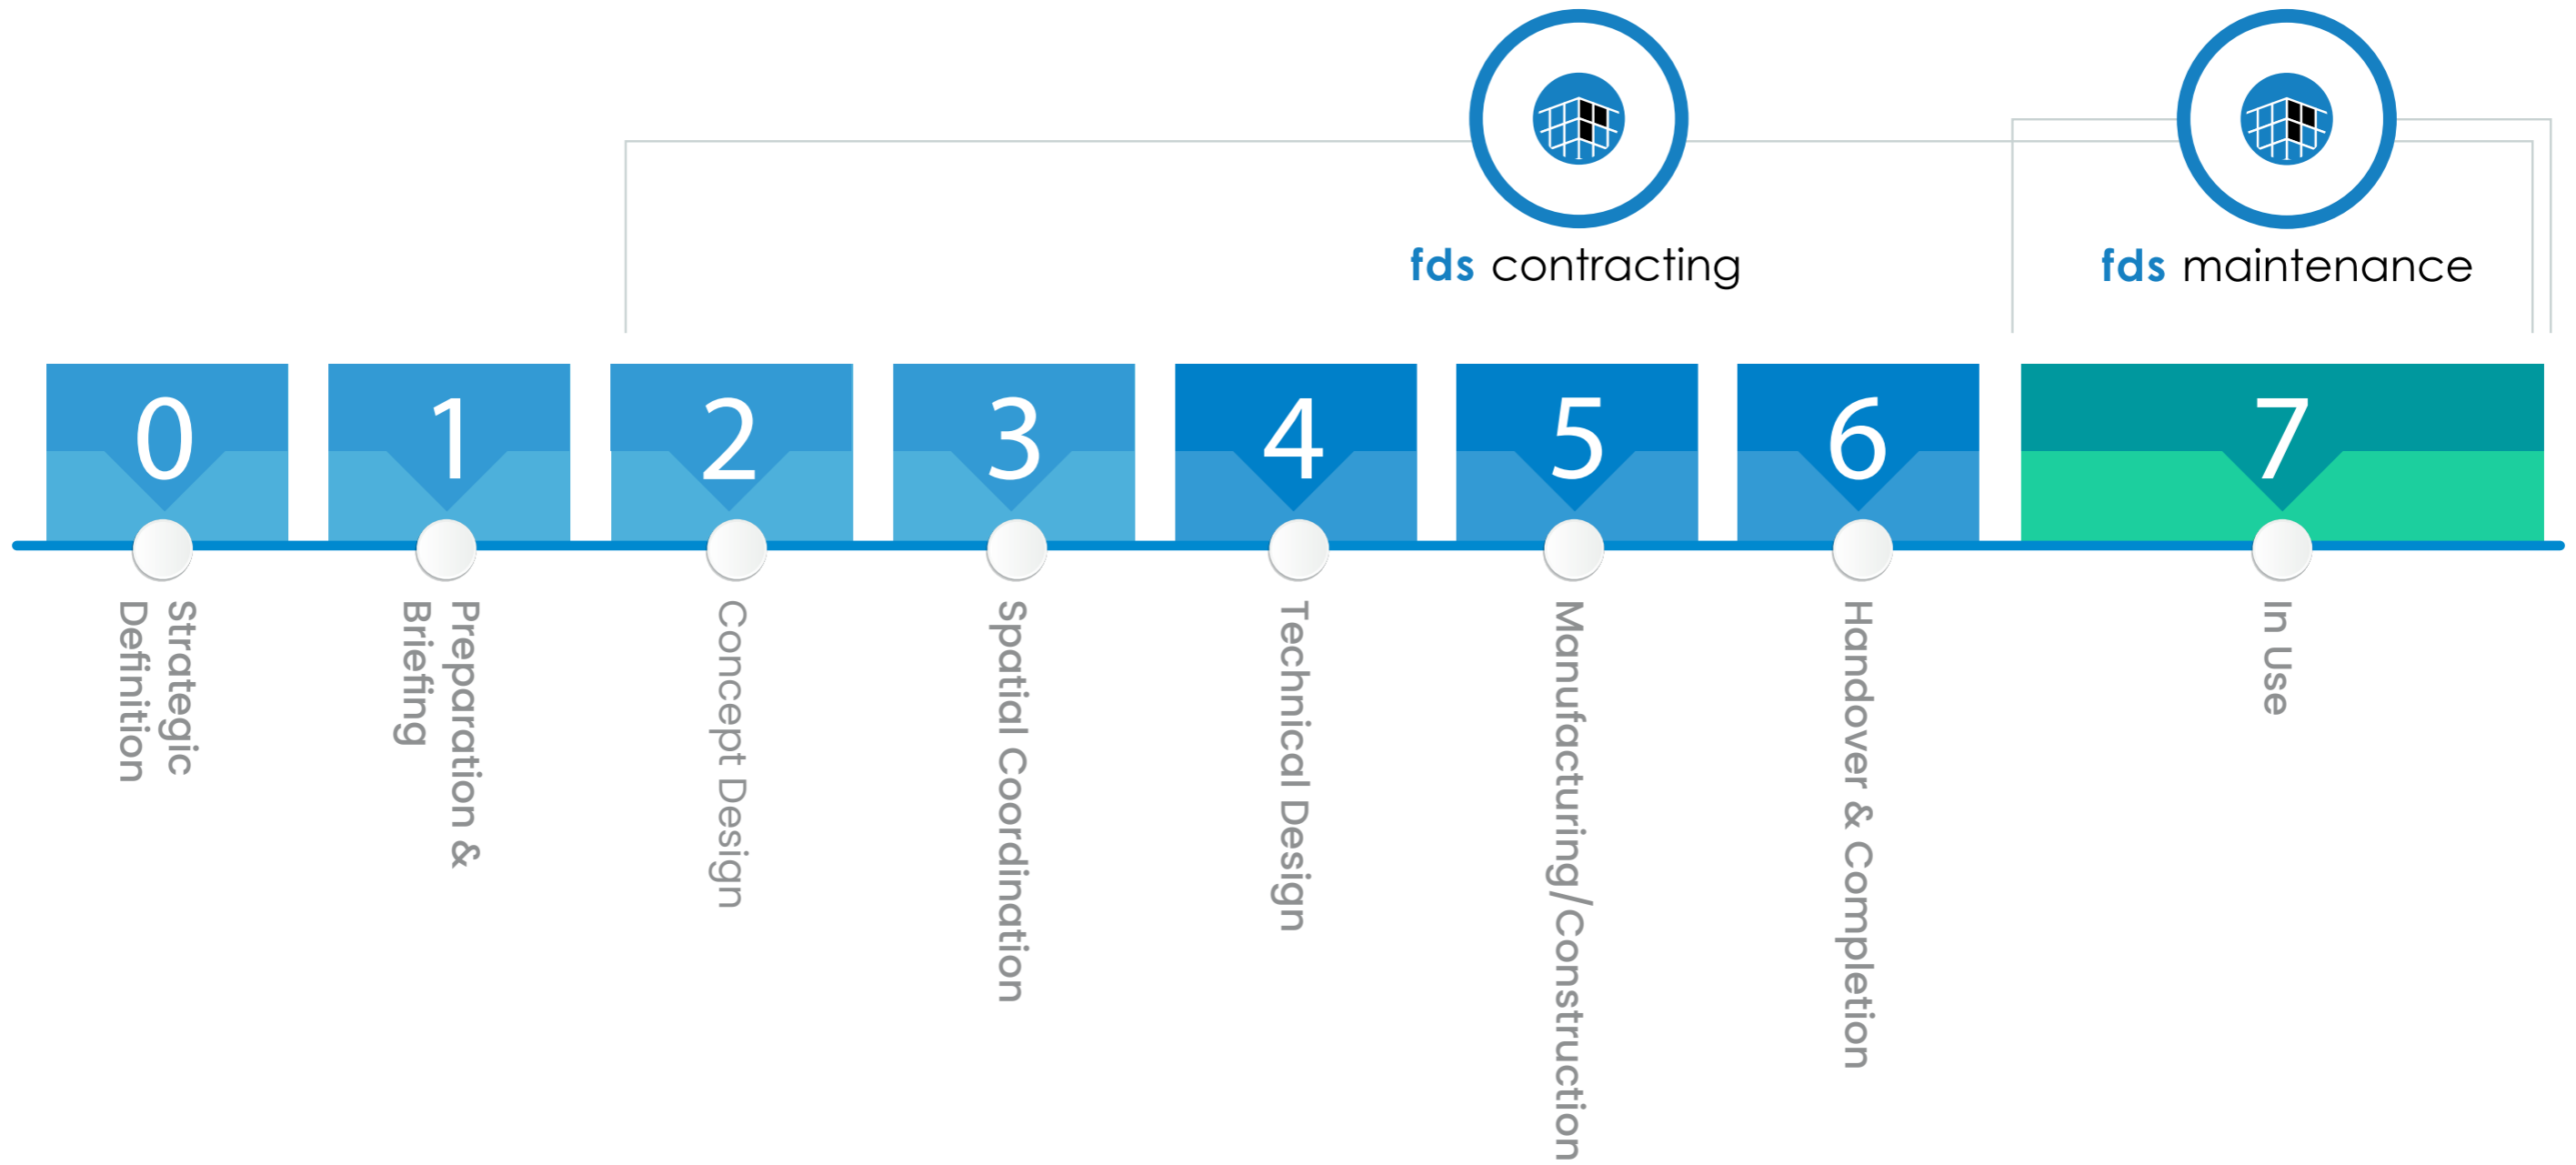 fds contracting
fds maintenance
0
1
2
3
4
5
6
7
Strategic
Definition
Preparation &
Briefing
Concept Design
Spatial Coordination
Technical Design
Manufacturing/Construction
Handover & Completion
In Use